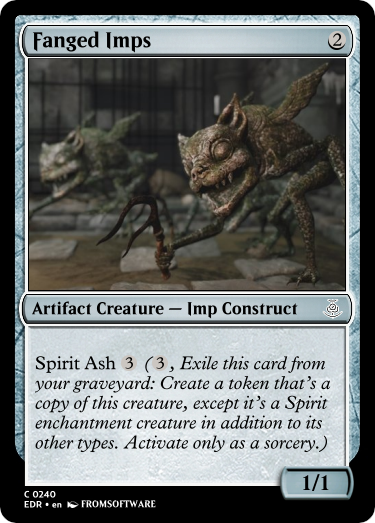 Fanged Imps 2
Artifact Creature — Imp Construct
Spirit Ash 3 (3, Exile this card from
your graveyard: Create a token that's a
copy of this creature, except it's a Spirit
enchantment creature in addition to its
other types. Activate only as a sorcery.)
1/1
C 0240
EDR • en FROMSOFTWARE